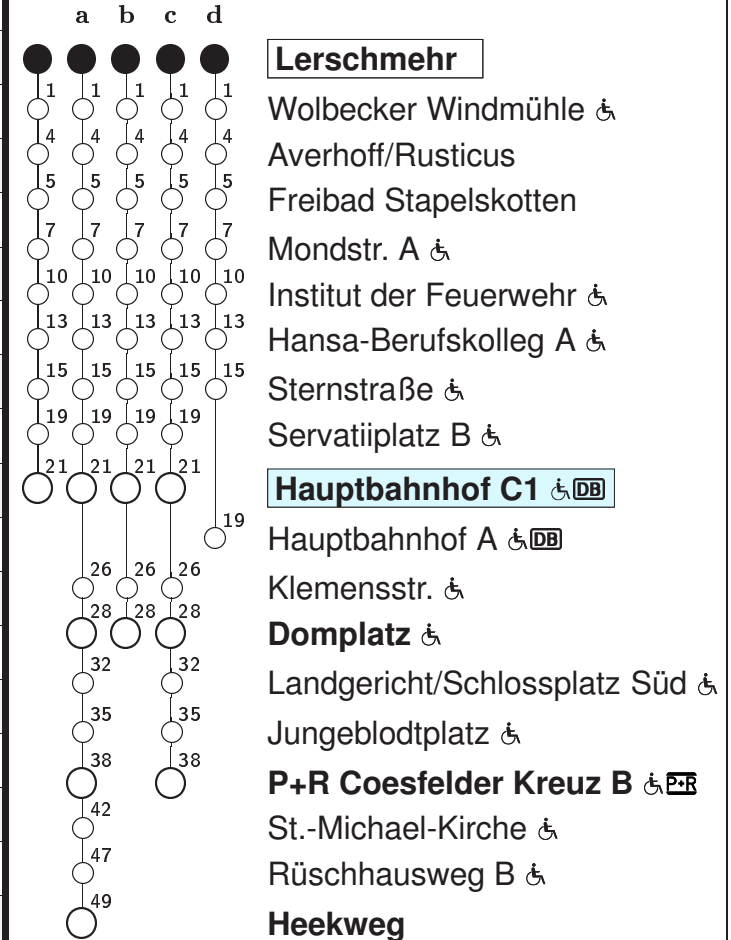 a b c d
Lerschmehr
1 1 1 1 1 Wolbecker Windmühle
4 4 4 4 4 Averhoff/Rusticus
5 5 5 5 5 Freibad Stapelskotten
7 7 7 7 7 Mondstr. A
10 10 10 10 10 Institut der Feuerwehr
13 13 13 13 13 Hansa-Berufskolleg A
15 15 15 15 15 Sternstraße
19 19 19 19 Servatiiplatz B
21 21 21 21 Hauptbahnhof C1 DB
19 Hauptbahnhof A DB
26 26 26 Klemensstr.
28 28 28 Domplatz
32 32 Landgericht/Schlossplatz Süd
35 35 Jungeblodtplatz
38 38 P+R Coesfelder Kreuz B P+R
42 St.-Michael-Kirche
47 Rüschhausweg B
49 Heekweg